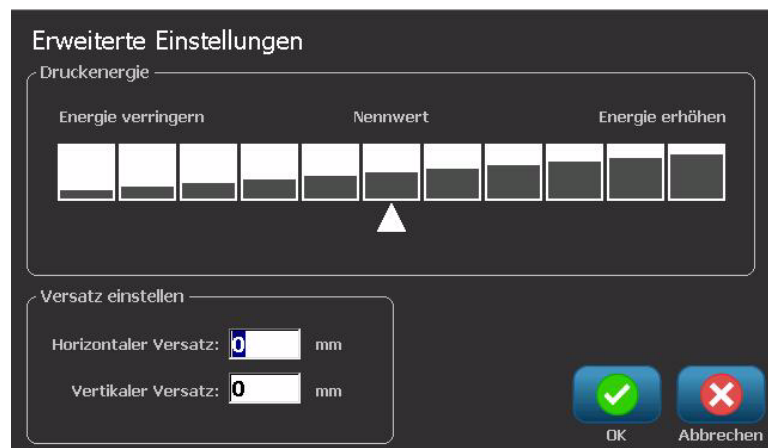 Erweiterte Einstellungen
Druckenergie
Energie verringern Nennwert Energie erhöhen
Versatz einstellen
Horizontaler Versatz: 0 mm
Vertikaler Versatz: 0 mm
OK Abbrechen